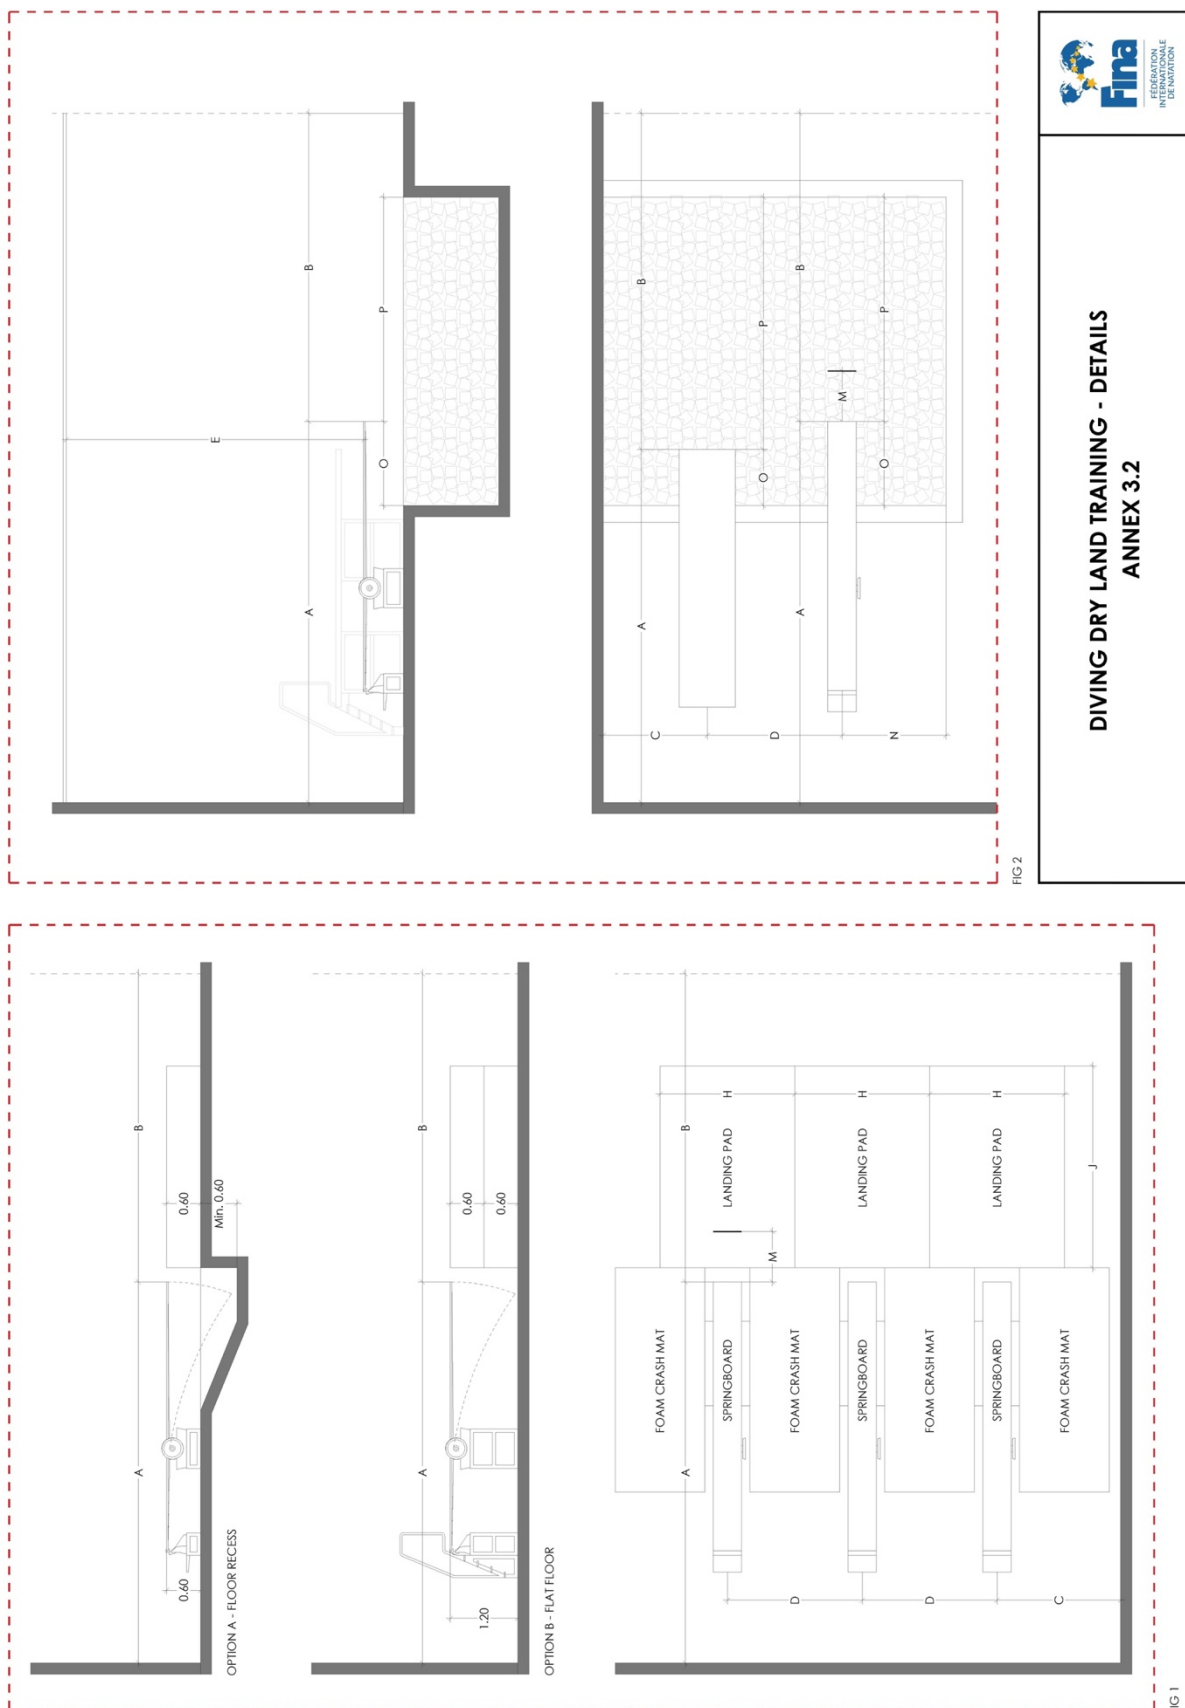 A B
0.60 0.60 Min. 0.60
OPTION A - FLOOR RECESS
A B
1.20 0.60 0.60
OPTION B - FLAT FLOOR
FOAM CRASH MAT
A B
SPRINGBOARD LANDING PAD H
M
D
FOAM CRASH MAT
SPRINGBOARD LANDING PAD H
D
FOAM CRASH MAT
SPRINGBOARD LANDING PAD H
C
FOAM CRASH MAT
J
IG 1
E
A B
O P
A B
C
O P
D
A B
M
O P
N
FIG 2
DIVING DRY LAND TRAINING - DETAILS
ANNEX 3.2
Fina
FÉDÉRATION
INTERNATIONALE
DE NATATION